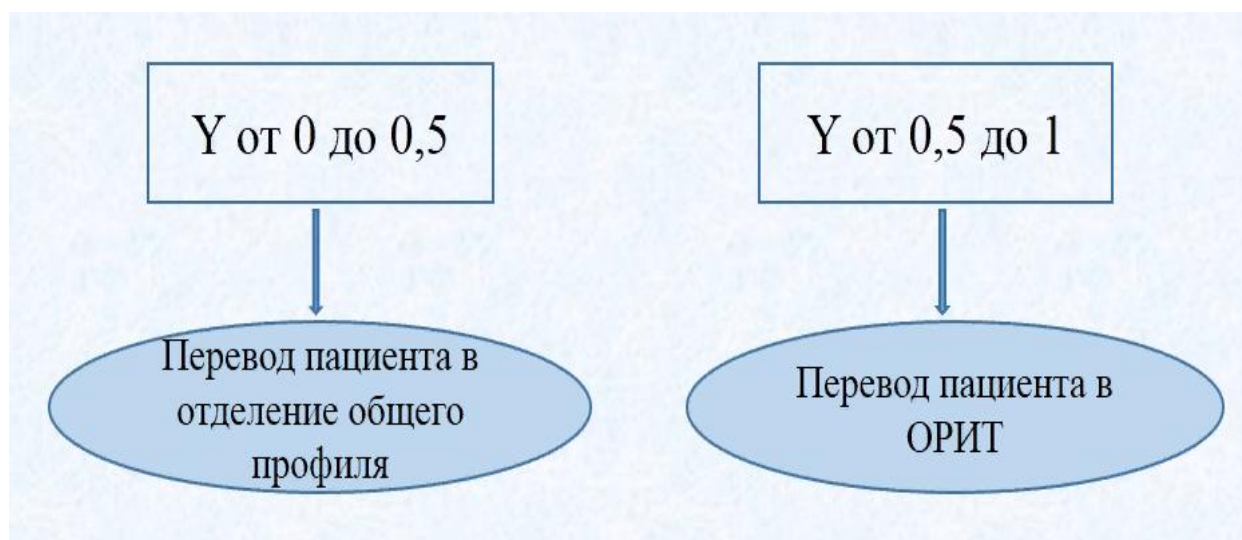 Y от 0 до 0,5
Y от 0,5 до 1
Перевод пациента в
отделение общего
профиля
Перевод пациента в
ОРИТ